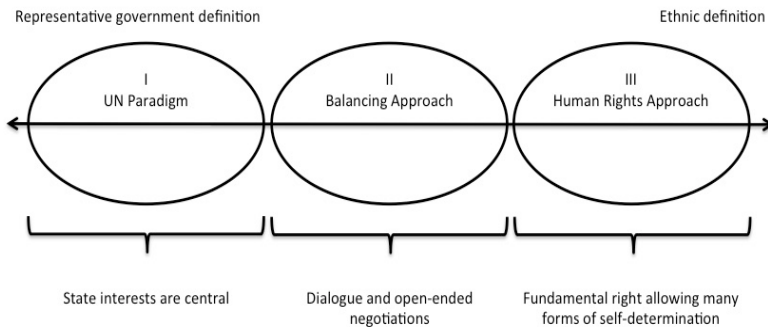 Representative government definition
Ethnic definition
I
UN Paradigm
II
Balancing Approach
III
Human Rights Approach
State interests are central
Dialogue and open-ended
negotiations
Fundamental right allowing many
forms of self-determination